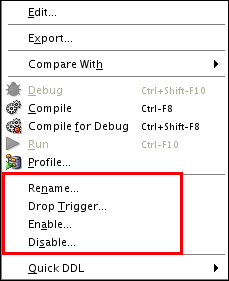 Edit...
Export...
Compare With
Debug Ctrl+Shift-F10
Compile Ctrl-F8
Compile for Debug Ctrl+Shift-F8
Run Ctrl-F10
Profile...
Rename...
Drop Trigger...
Enable...
Disable...
Quick DDL